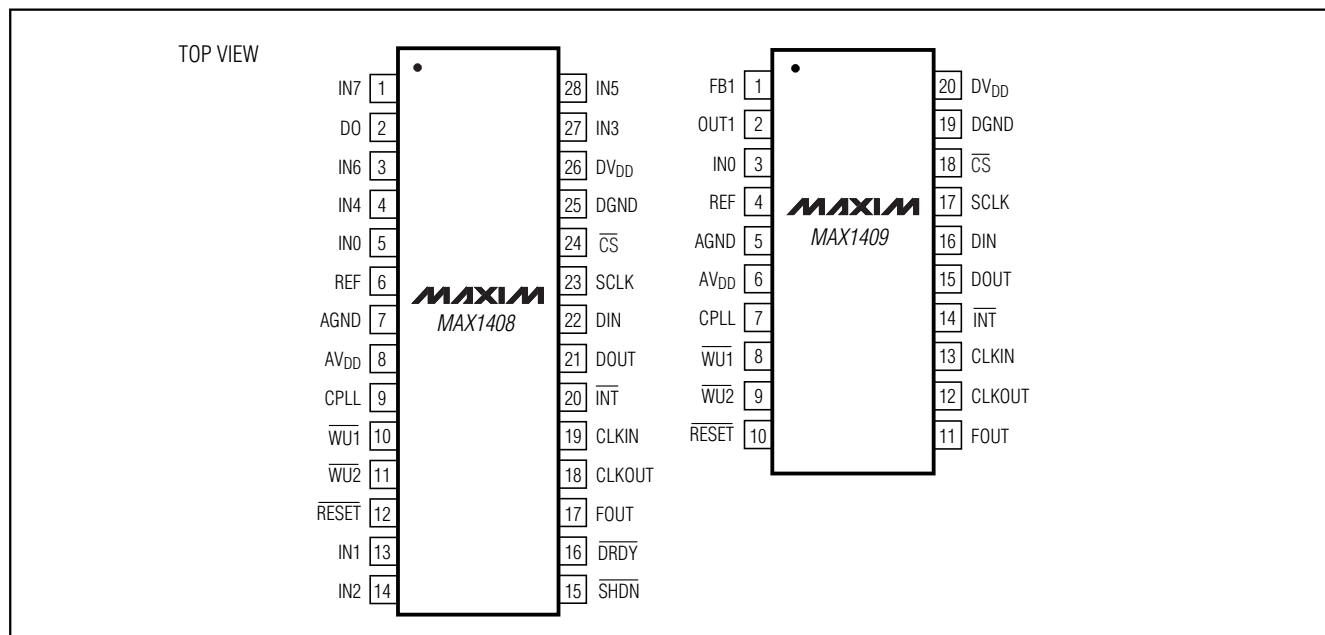 TOP VIEW
IN7 1
DO 2
IN6 3
IN4 4
IN0 5
REF 6
AGND 7
AVDD 8
CPLL 9
WU1 10
WU2 11
RESET 12
IN1 13
IN2 14
MAXIM
MAX1408
28 IN5
27 IN3
26 DVDD
25 DGND
24 CS
23 SCLK
22 DIN
21 DOUT
20 INT
19 CLKIN
18 CLKOUT
17 FOUT
16 DRDY
15 SHDN
FB1 1
OUT1 2
IN0 3
REF 4
AGND 5
AVDD 6
CPLL 7
WU1 8
WU2 9
RESET 10
MAXIM
MAX1409
20 DVDD
19 DGND
18 CS
17 SCLK
16 DIN
15 DOUT
14 INT
13 CLKIN
12 CLKOUT
11 FOUT